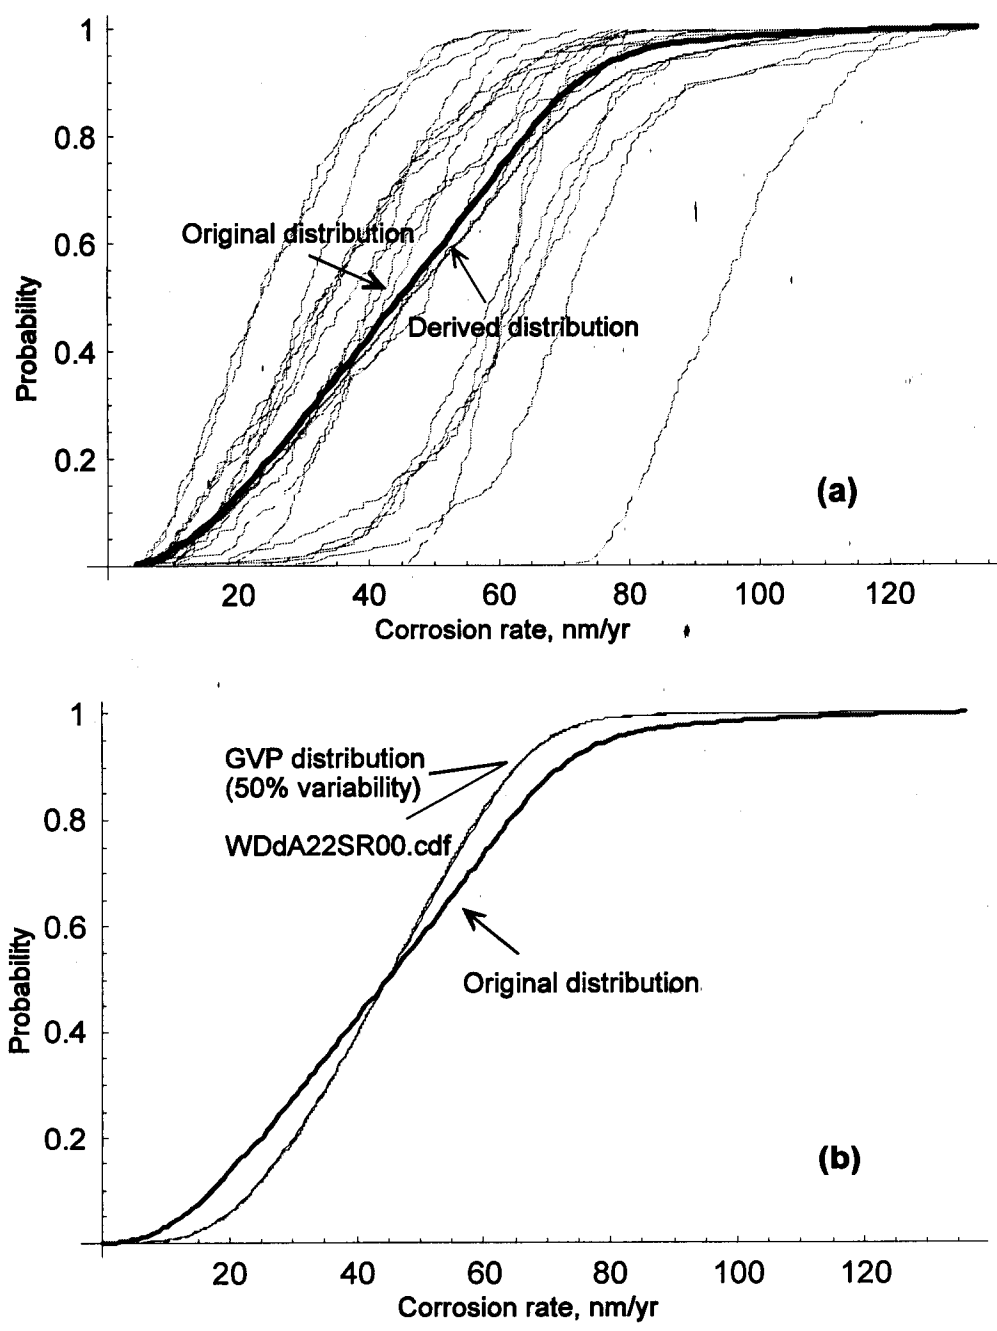 1
0.8
Original distribution
0.6
Derived distribution
Probability
0.4
0.2
(a)
20 40 60 80 100 120
Corrosion rate, nm/yr
1
GVP distribution
(50% variability)
0.8
WDdA22SR00.cdf
0.6
Original distribution
Probability
0.4
0.2
(b)
20 40 60 80 100 120
Corrosion rate, nm/yr